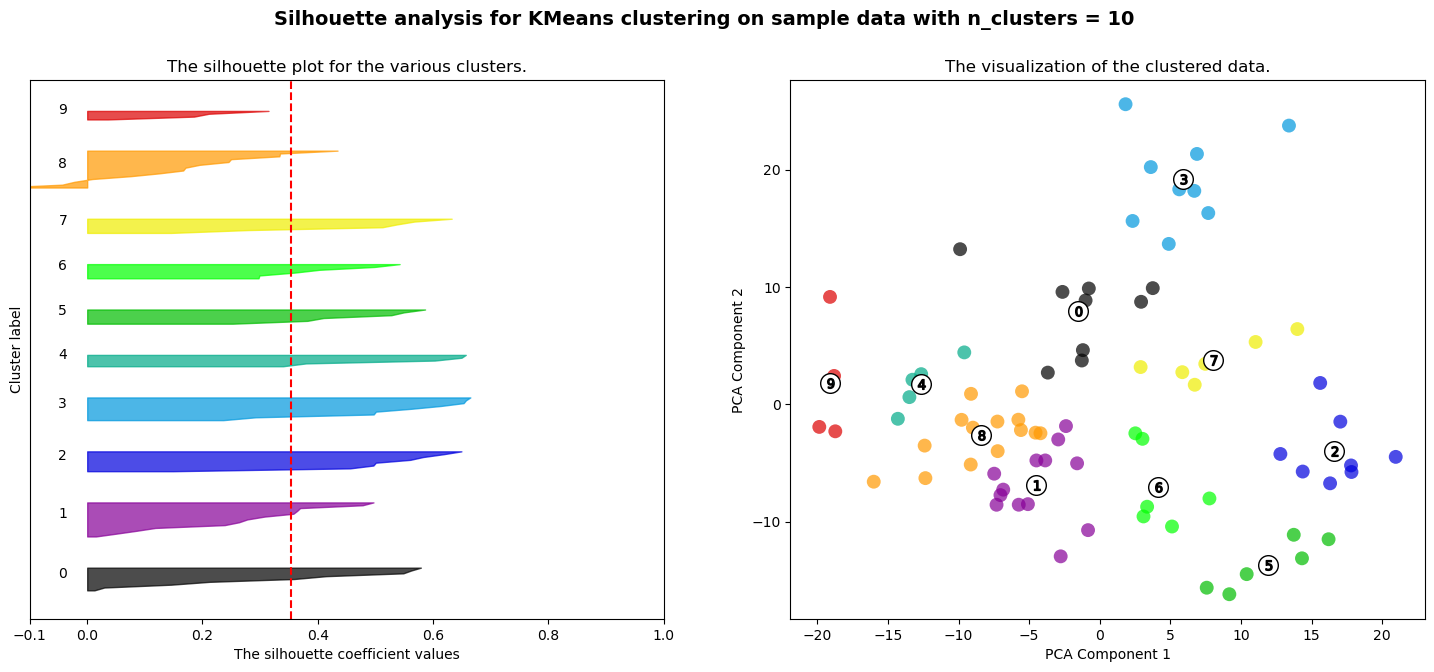 Silhouette analysis for KMeans clustering on sample data with n_clusters = 10
The silhouette plot for the various clusters.
9
8
7
6
5
4
3
2
1
0
Cluster label
−0.1 0.0 0.2 0.4 0.6 0.8 1.0
The silhouette coefficient values
The visualization of the clustered data.
20
10
0
−10
PCA Component 2
3
0
7
9
4
8
2
1
6
5
−20 −15 −10 −5 0 5 10 15 20
PCA Component 1